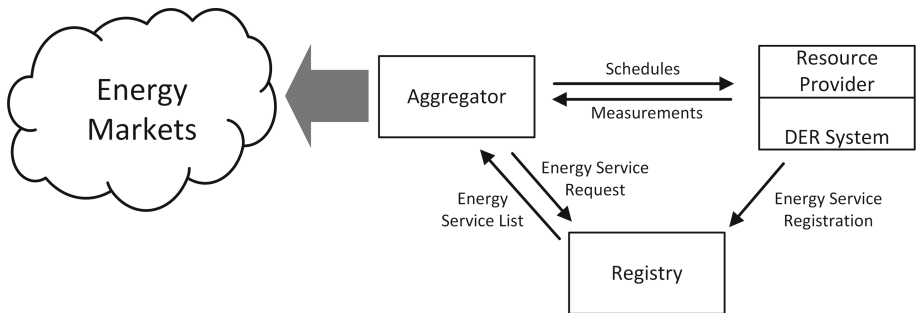 Energy
Markets
Aggregator
Schedules
Measurements
Resource
Provider
DER System
Energy Service
Request
Energy
Service List
Energy Service
Registration
Registry